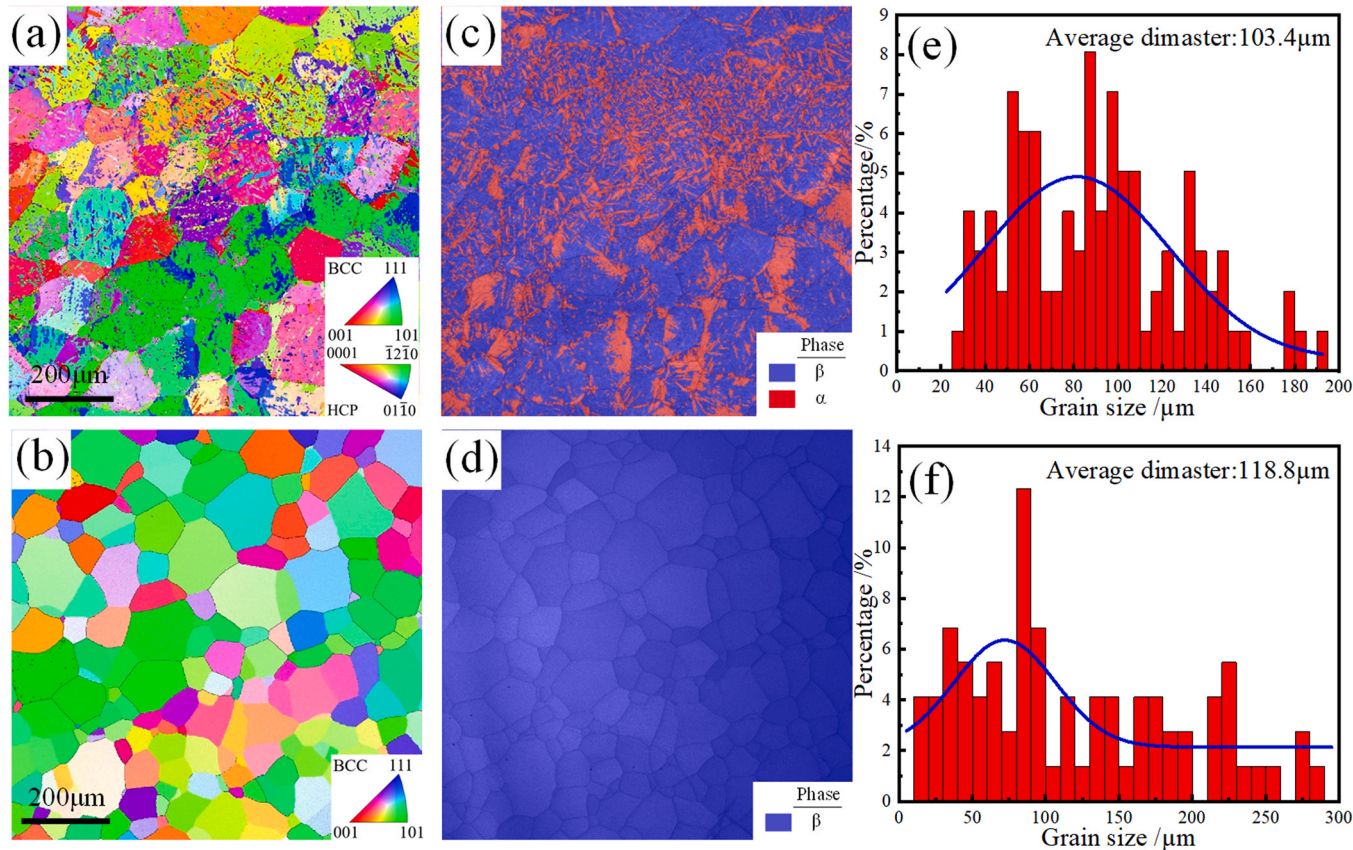 (a)
BCC 111
001 101
0001 1̅21̅0
HCP 011̅0
200μm
(c)
Phase
β
α
(e)
Average dimaster:103.4μm
Percentage/%
9
8
7
6
5
4
3
2
1
0
0 20 40 60 80 100 120 140 160 180 200
Grain size /μm
(b)
BCC 111
001 101
200μm
(d)
Phase
β
(f)
Average dimaster:118.8μm
Percentage /%
14
12
10
8
6
4
2
0
0 50 100 150 200 250 300
Grain size /μm